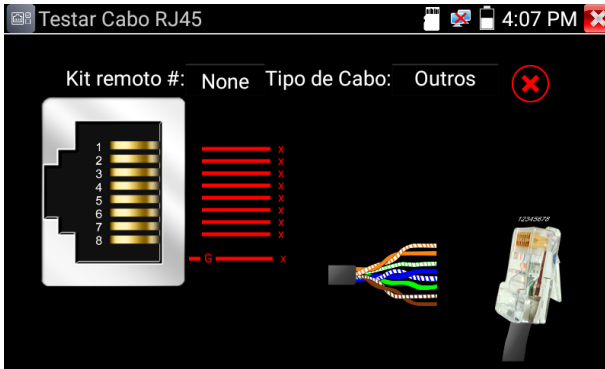 Testar Cabo RJ45 4:07 PM
Kit remoto #: None Tipo de Cabo: Outros
1 x
2 x
3 x
4 x
5 x
6 x
7 x
8 x
G x
12345678